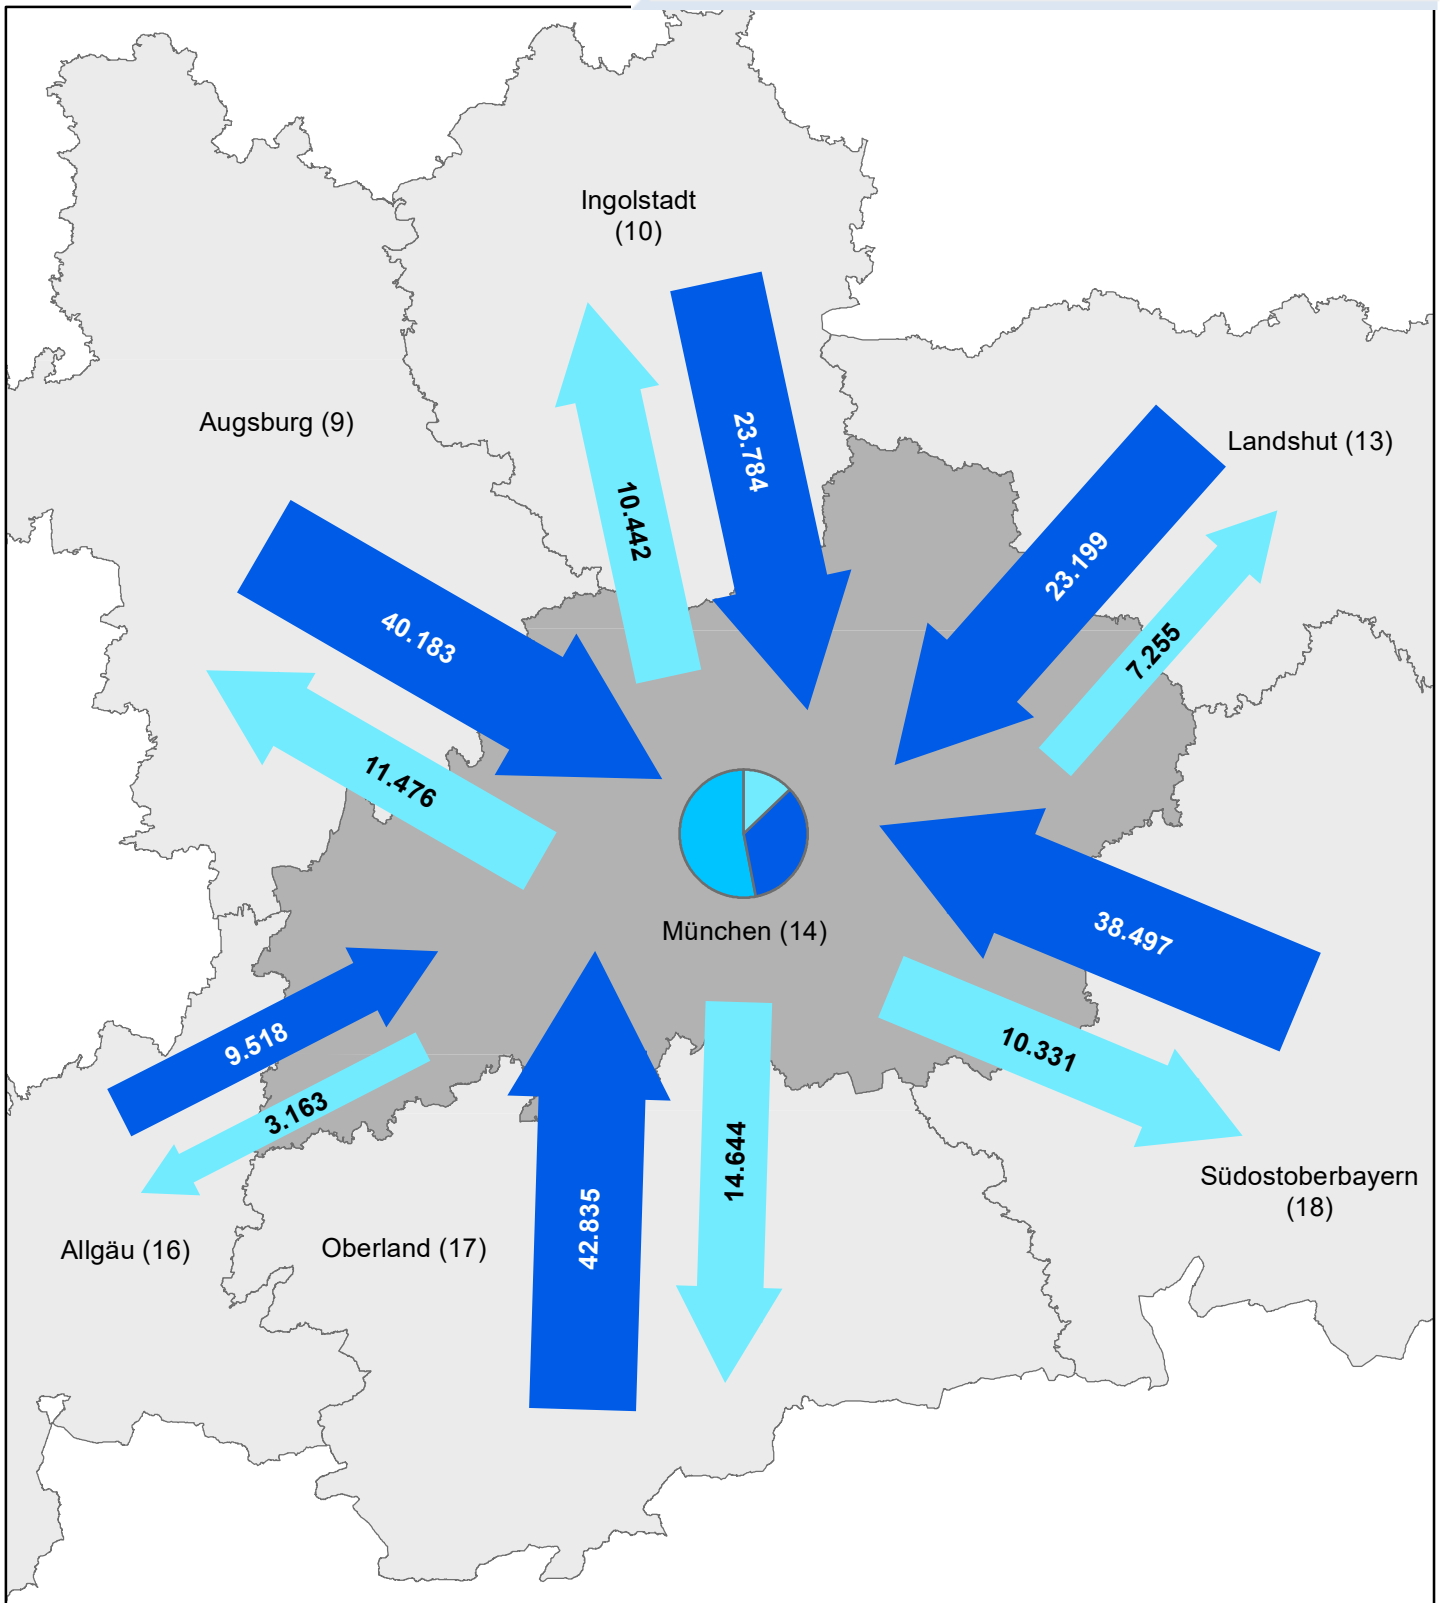 Ingolstadt
(10)
23.784
10.442
Augsburg (9)
Landshut (13)
23.199
7.255
40.183
11.476
München (14)
38.497
10.331
9.518
3.163
14.644
42.835
Südostoberbayern
(18)
Allgäu (16)
Oberland (17)